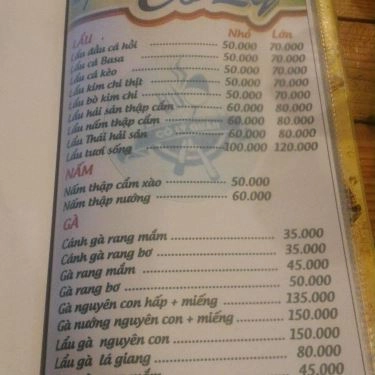 LẨU Nhỏ Lớn
Lẩu đầu cá hồi 50.000 70.000
Lẩu cá Basa 50.000 70.000
Lẩu cá kèo 50.000 70.000
Lẩu kim chi thịt 50.000 70.000
Lẩu bò kim chi 50.000 70.000
Lẩu hải sản thập cẩm 60.000 80.000
Lẩu nấm thập cẩm 60.000 80.000
Lẩu Thái hải sản 60.000 80.000
Lẩu tươi sống 100.000 120.000
NẤM
Nấm thập cẩm xào 50.000
Nấm thập nướng 60.000
GÀ
Cánh gà rang mắm 35.000
Cánh gà rang bơ 35.000
Gà rang mắm 45.000
Gà rang bơ 50.000
Gà nguyên con hấp + miếng 135.000
Gà nướng nguyên con + miếng 150.000
Lẩu gà nguyên con 150.000
Lẩu gà lá giang 80.000
45.000